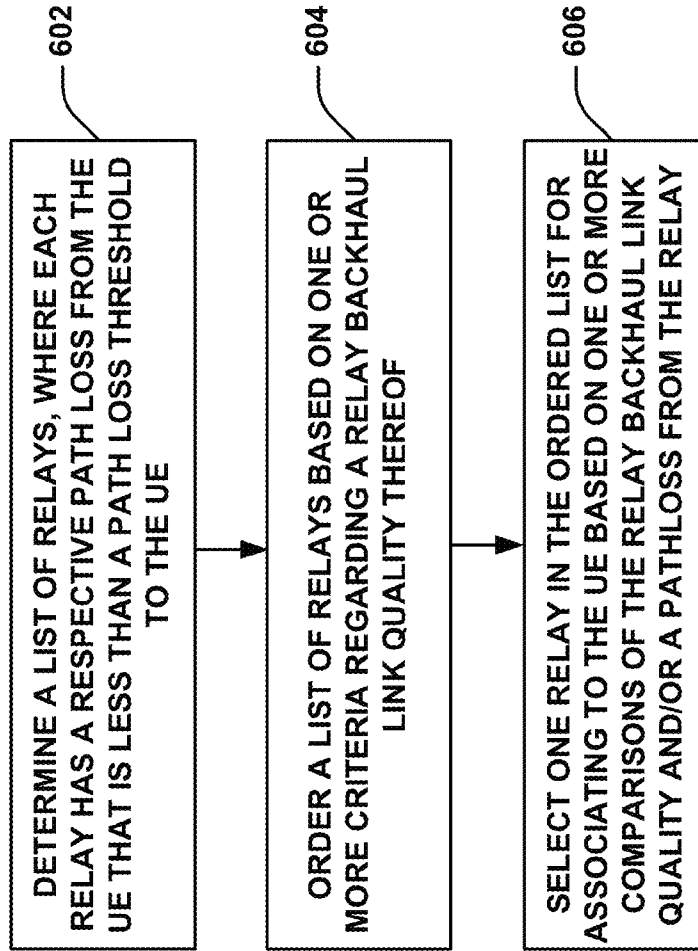 DETERMINE A LIST OF RELAYS, WHERE EACH
RELAY HAS A RESPECTIVE PATH LOSS FROM THE
UE THAT IS LESS THAN A PATH LOSS THRESHOLD
TO THE UE
602
ORDER A LIST OF RELAYS BASED ON ONE OR
MORE CRITERIA REGARDING A RELAY BACKHAUL
LINK QUALITY THEREOF
604
SELECT ONE RELAY IN THE ORDERED LIST FOR
ASSOCIATING TO THE UE BASED ON ONE OR MORE
COMPARISONS OF THE RELAY BACKHAUL LINK
QUALITY AND/OR A PATHLOSS FROM THE RELAY
606